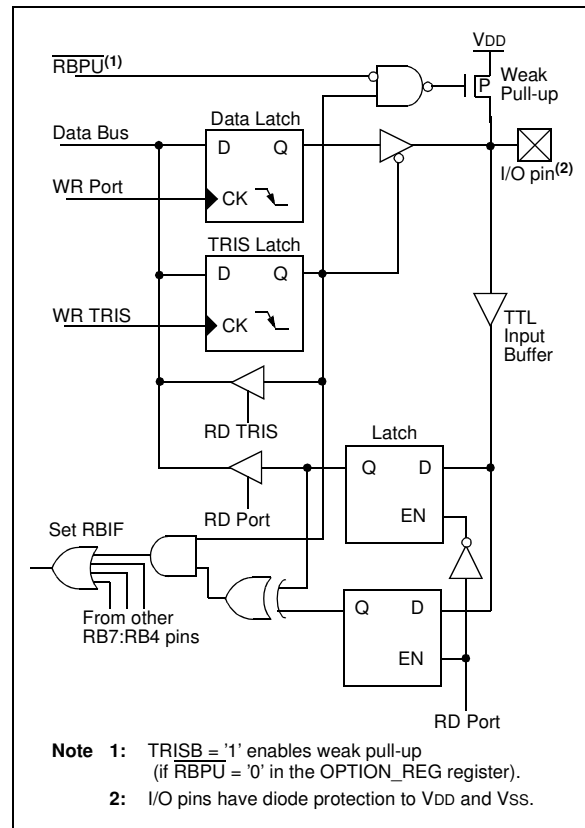 VDD
RBPU(1)
Weak
P
Pull-up
Data Latch
Data Bus
D Q
I/O pin(2)
WR Port
CK
TRIS Latch
D Q
WR TRIS
CK
TTL
Input
Buffer
RD TRIS
Latch
Q D
RD Port
EN
Set RBIF
Q D
From other
RB7:RB4 pins
EN
RD Port
Note 1: TRISB = '1' enables weak pull-up
(if RBPU = '0' in the OPTION_REG register).
2: I/O pins have diode protection to VDD and VSS.